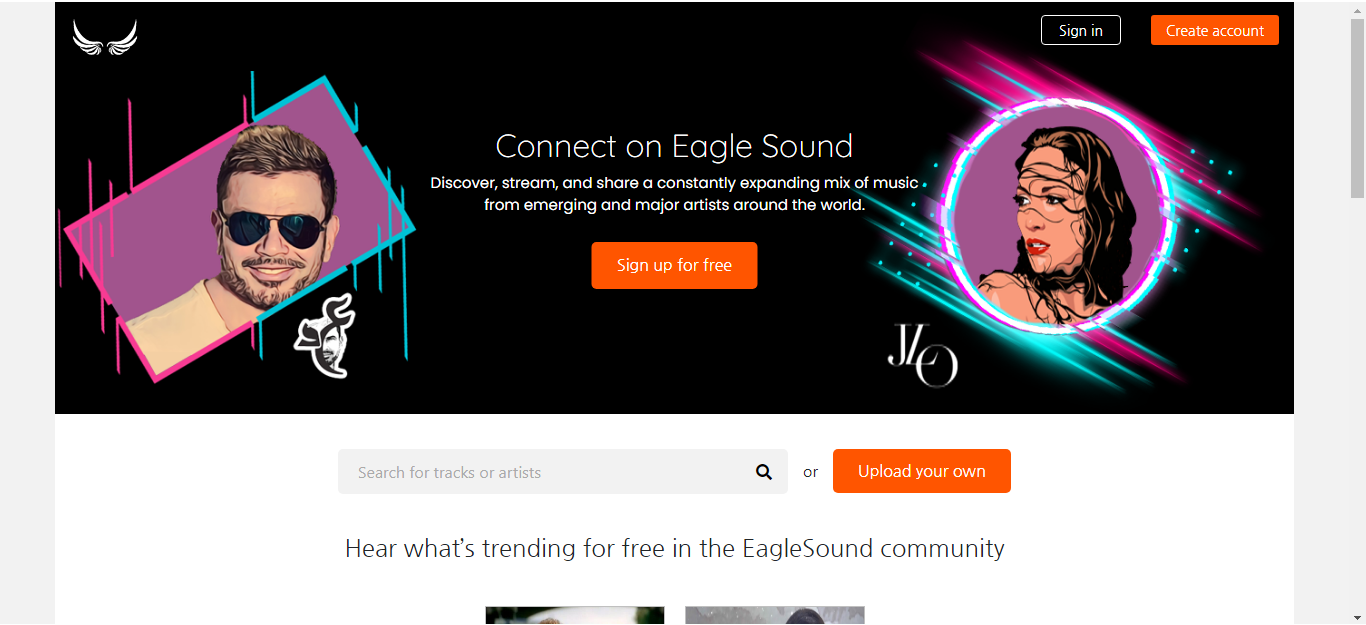 Sign in
Create account
Connect on Eagle Sound
Discover, stream, and share a constantly expanding mix of music
from emerging and major artists around the world.
Sign up for free
JLO
Search for tracks or artists
or
Upload your own
Hear what’s trending for free in the EagleSound community